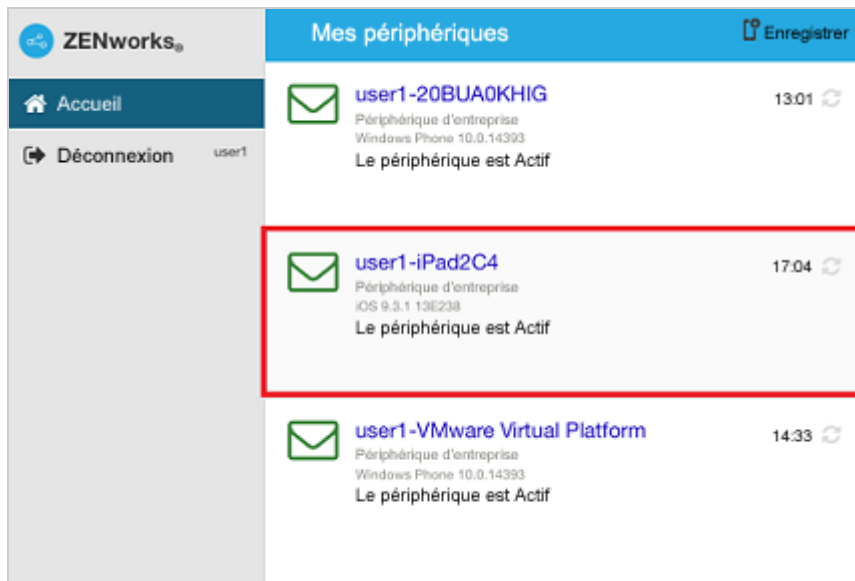 ZENworks®
Mes périphériques
Enregistrer
Accueil
Déconnexion user1
user1-20BUA0KHIG 13:01
Périphérique d'entreprise
Windows Phone 10.0.14393
Le périphérique est Actif
user1-iPad2C4 17:04
Périphérique d'entreprise
iOS 9.3.1 13E238
Le périphérique est Actif
user1-VMware Virtual Platform 14:33
Périphérique d'entreprise
Windows Phone 10.0.14393
Le périphérique est Actif